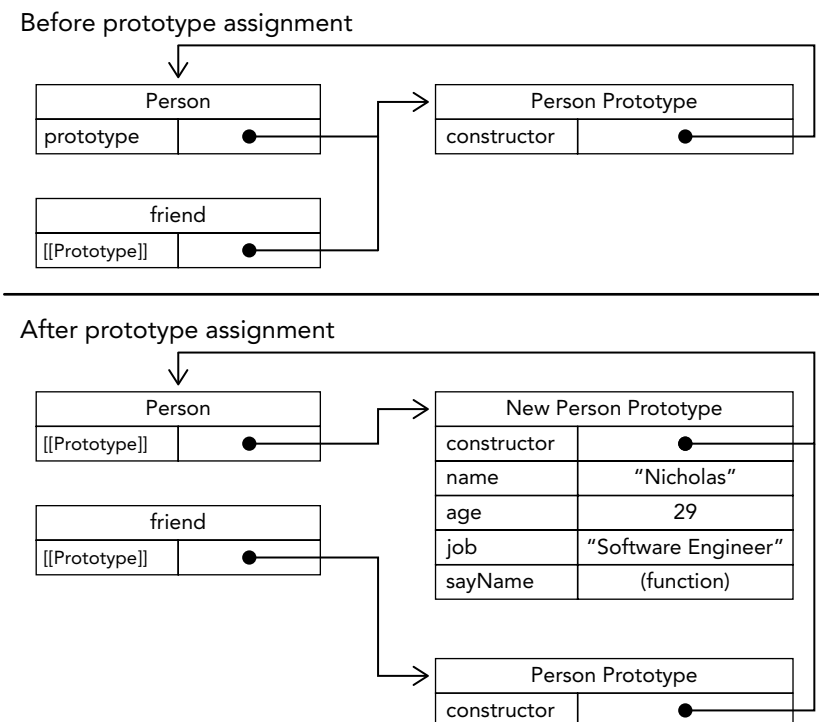 Before prototype assignment
Person
prototype
Person Prototype
constructor
friend
[[Prototype]]
After prototype assignment
Person
[[Prototype]]
New Person Prototype
constructor
name "Nicholas"
age 29
job "Software Engineer"
sayName (function)
friend
[[Prototype]]
Person Prototype
constructor